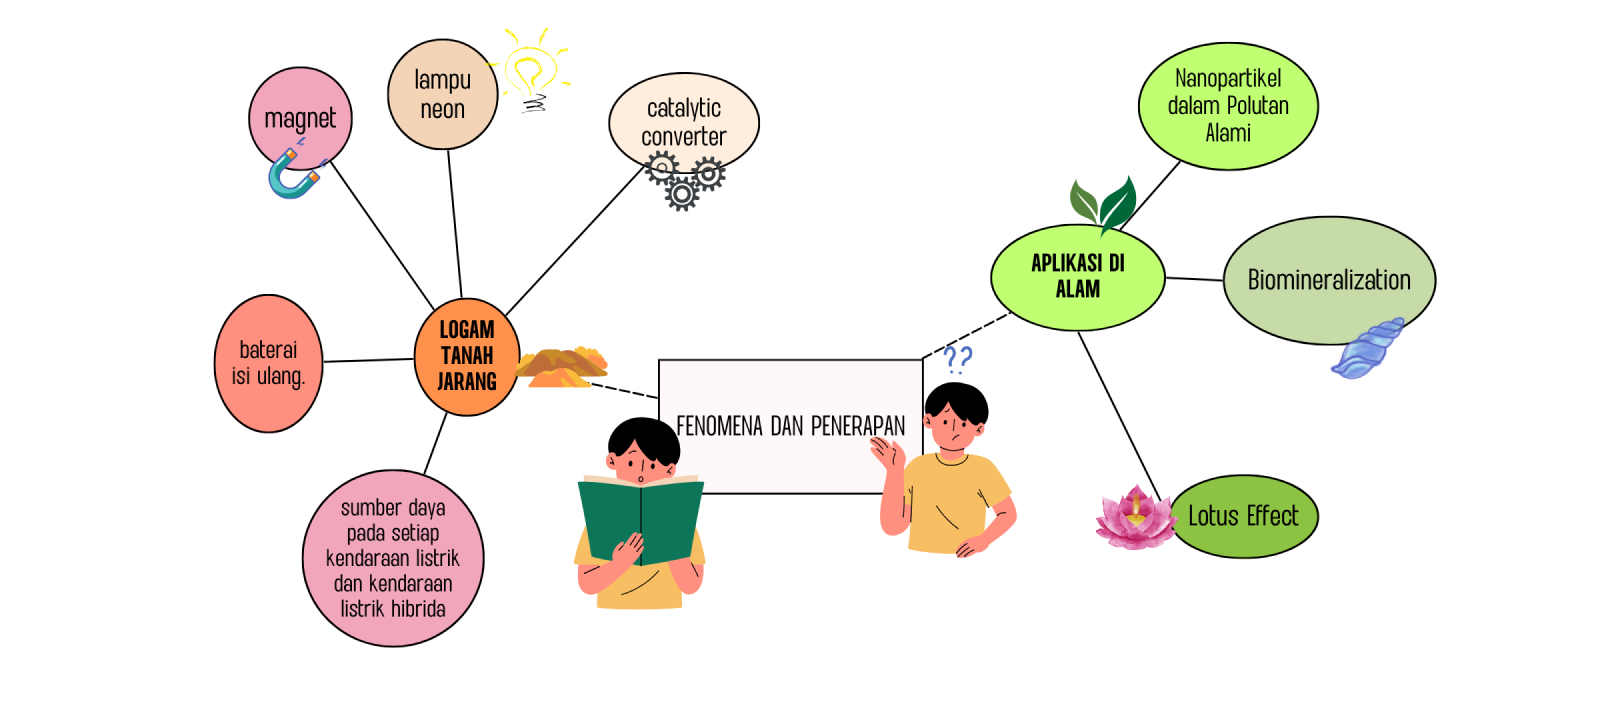 magnet
lampu
neon
catalytic
converter
baterai
isi ulang.
LOGAM
TANAH
JARANG
sumber daya
pada setiap
kendaraan listrik
dan kendaraan
listrik hibrida
FENOMENA DAN PENERAPAN
??
APLIKASI DI
ALAM
Nanopartikel
dalam Polutan
Alami
Biomineralization
Lotus Effect